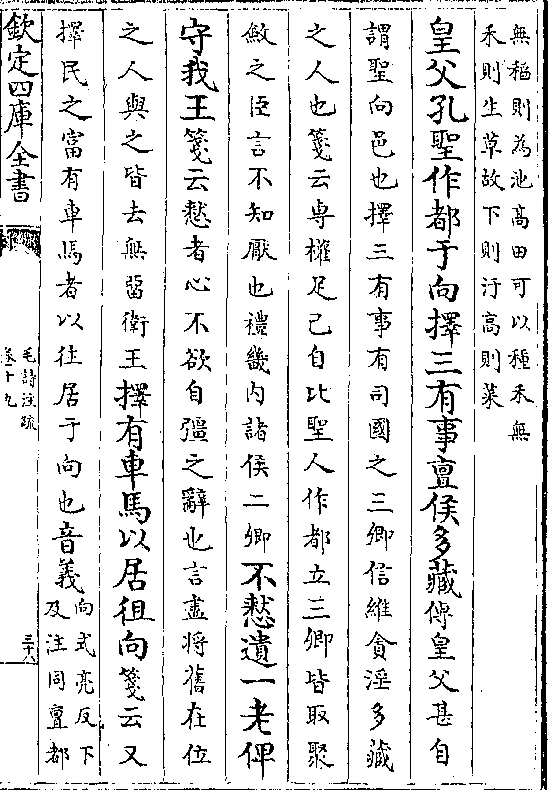 無稻則為池髙田可以種禾無
禾則生草故下則汙髙則萊
皇父孔聖作都于向擇三有事亶侯多藏傳皇父甚自
謂聖向邑也擇三有事有司國之三卿信維貪淫多藏
之人也箋云専權足已自比聖人作都立三卿皆取聚
斂之臣言不知厭也禮畿内諸侯二卿不憖遺一老俾
守我王箋云憖者心不欲自彊之辭也言盡將舊在位
之人與之皆去無留衛王擇有車馬以居徂向箋云又
擇民之富有車馬者以往居于向也音義
向式亮反下
及注同亶都
欽定四庫全書
毛詩注疏
卷十九
三十八